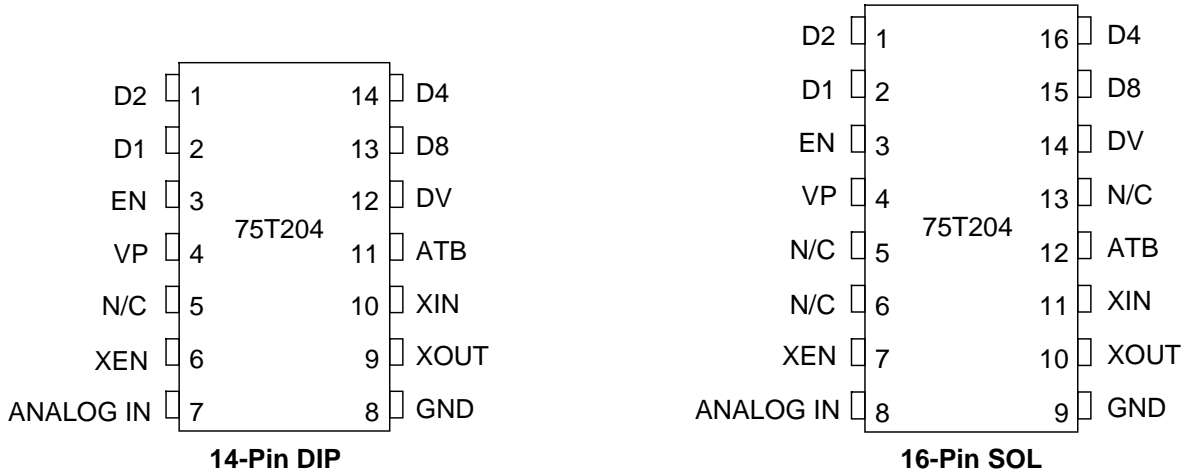 D2 1 14 D4
D1 2 13 D8
EN 3 12 DV
75T204
VP 4 11 ATB
N/C 5 10 XIN
XEN 6 9 XOUT
ANALOG IN 7 8 GND
14-Pin DIP
D2 1 16 D4
D1 2 15 D8
EN 3 14 DV
VP 4 13 N/C
75T204
N/C 5 12 ATB
N/C 6 11 XIN
XEN 7 10 XOUT
ANALOG IN 8 9 GND
16-Pin SOL